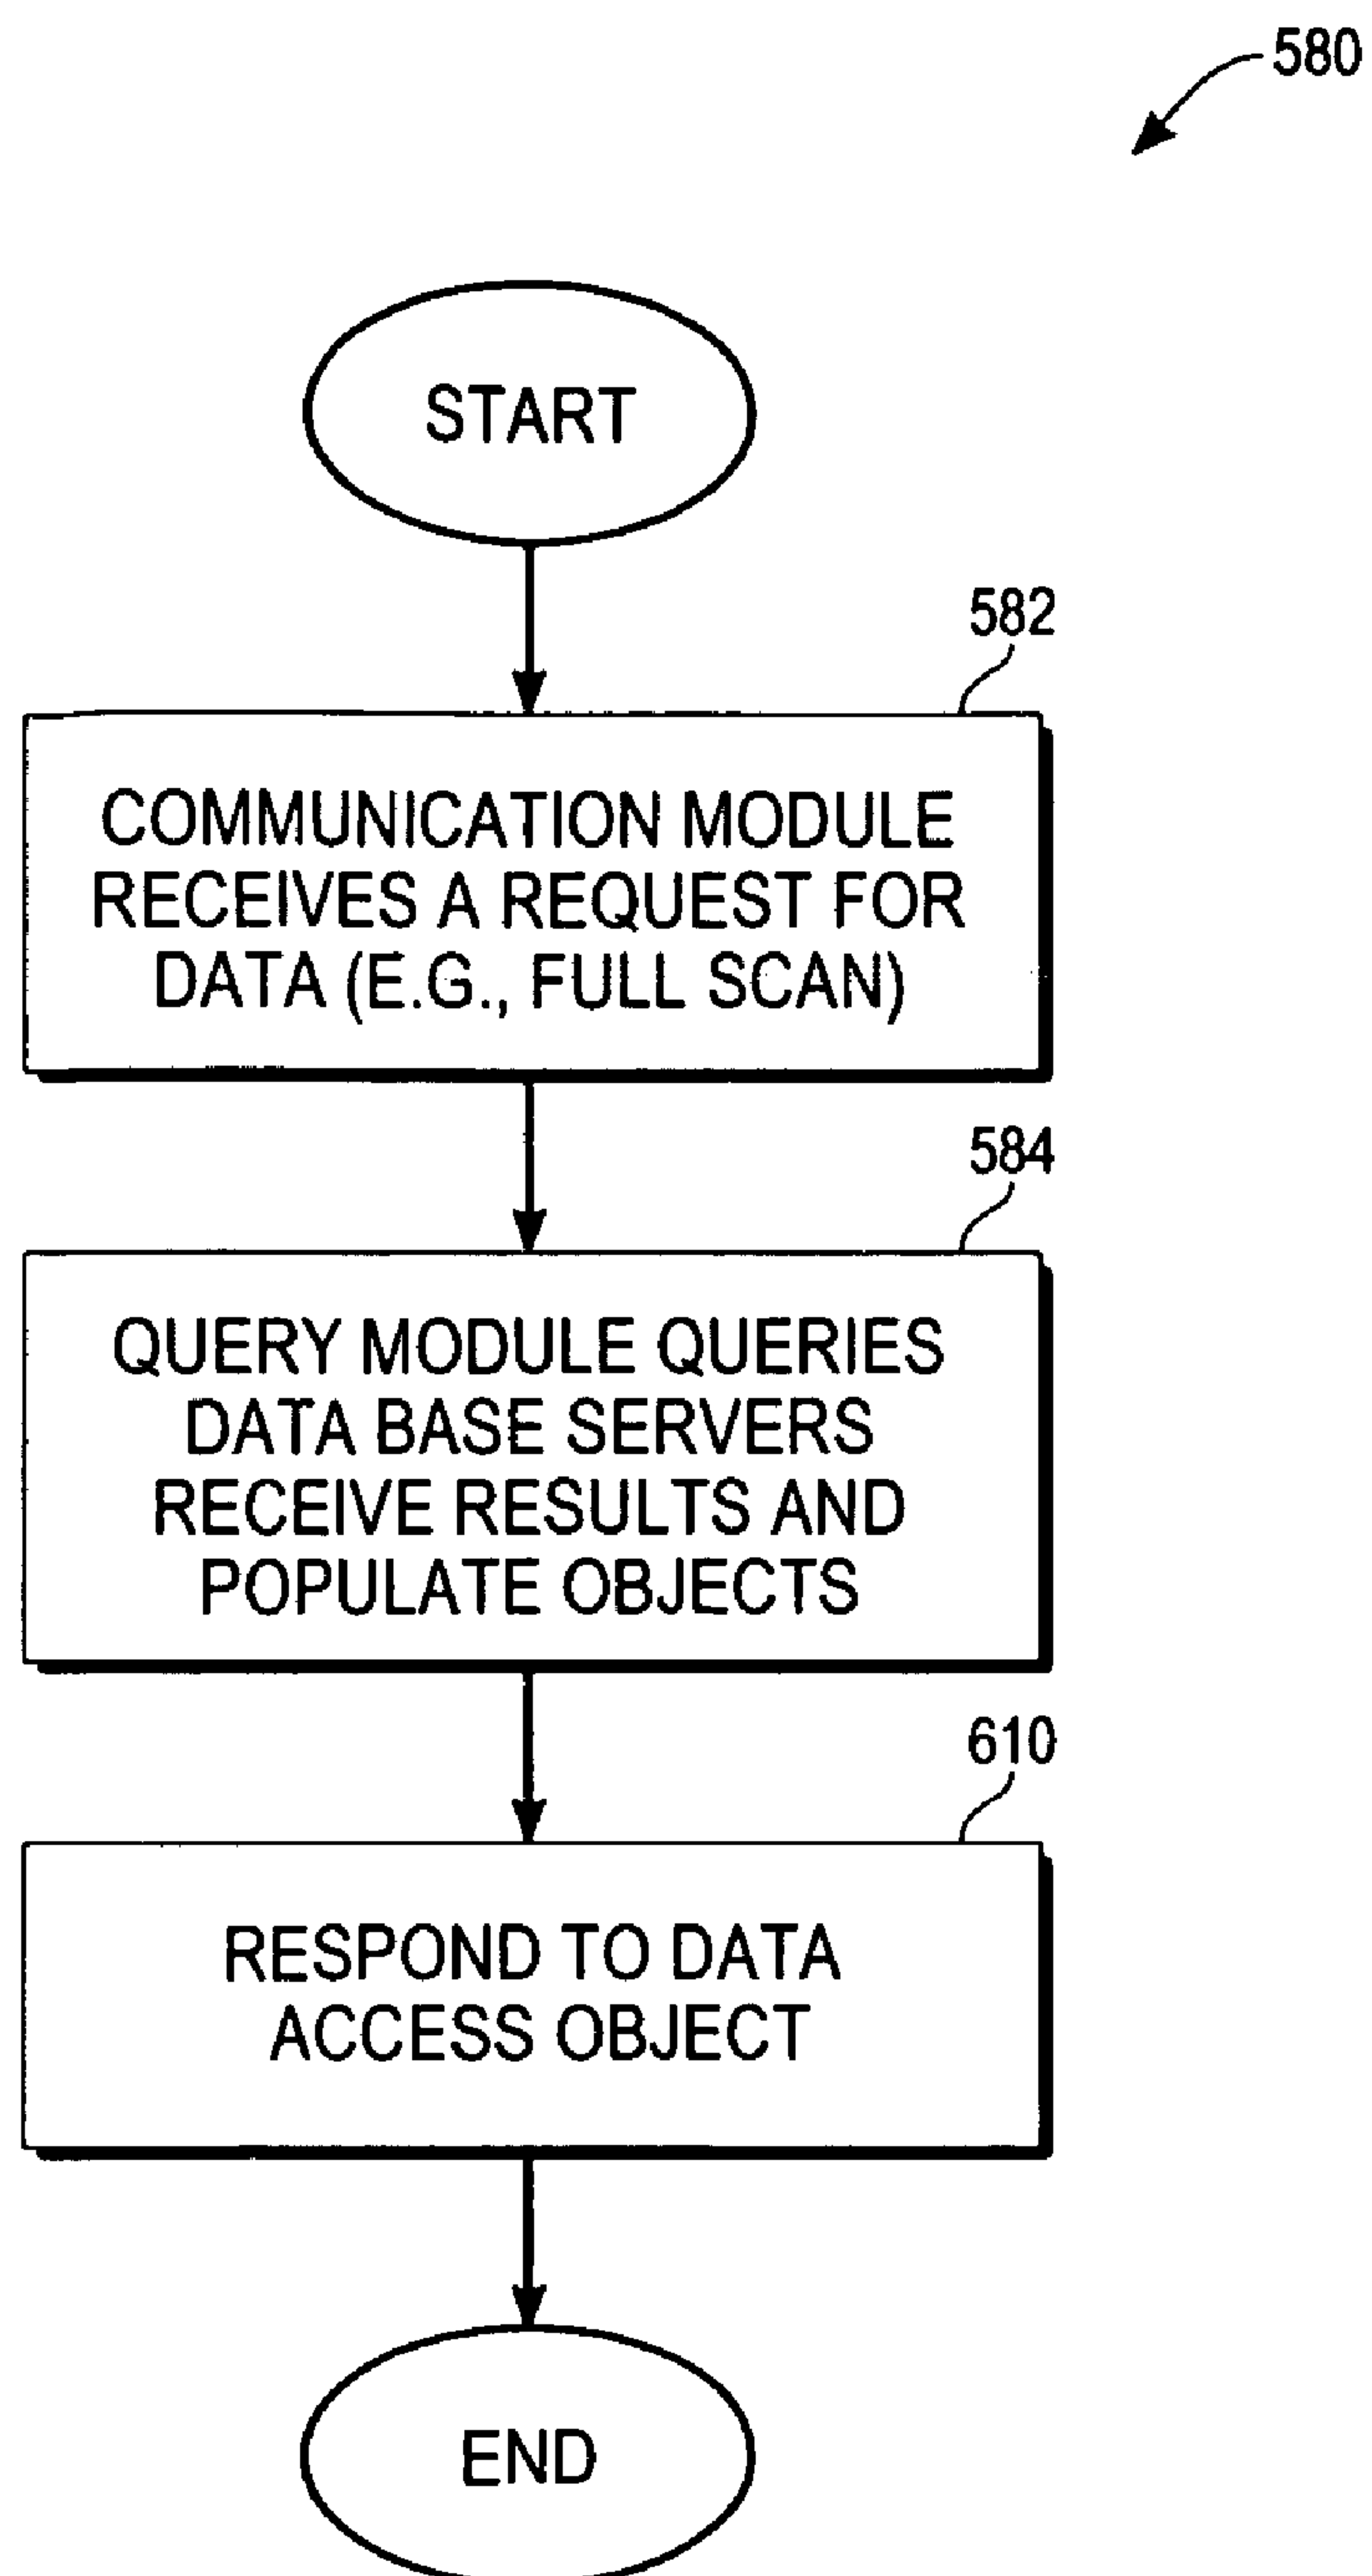 580
START
582
COMMUNICATION MODULE
RECEIVES A REQUEST FOR
DATA (E.G., FULL SCAN)
584
QUERY MODULE QUERIES
DATA BASE SERVERS
RECEIVE RESULTS AND
POPULATE OBJECTS
610
RESPOND TO DATA
ACCESS OBJECT
END